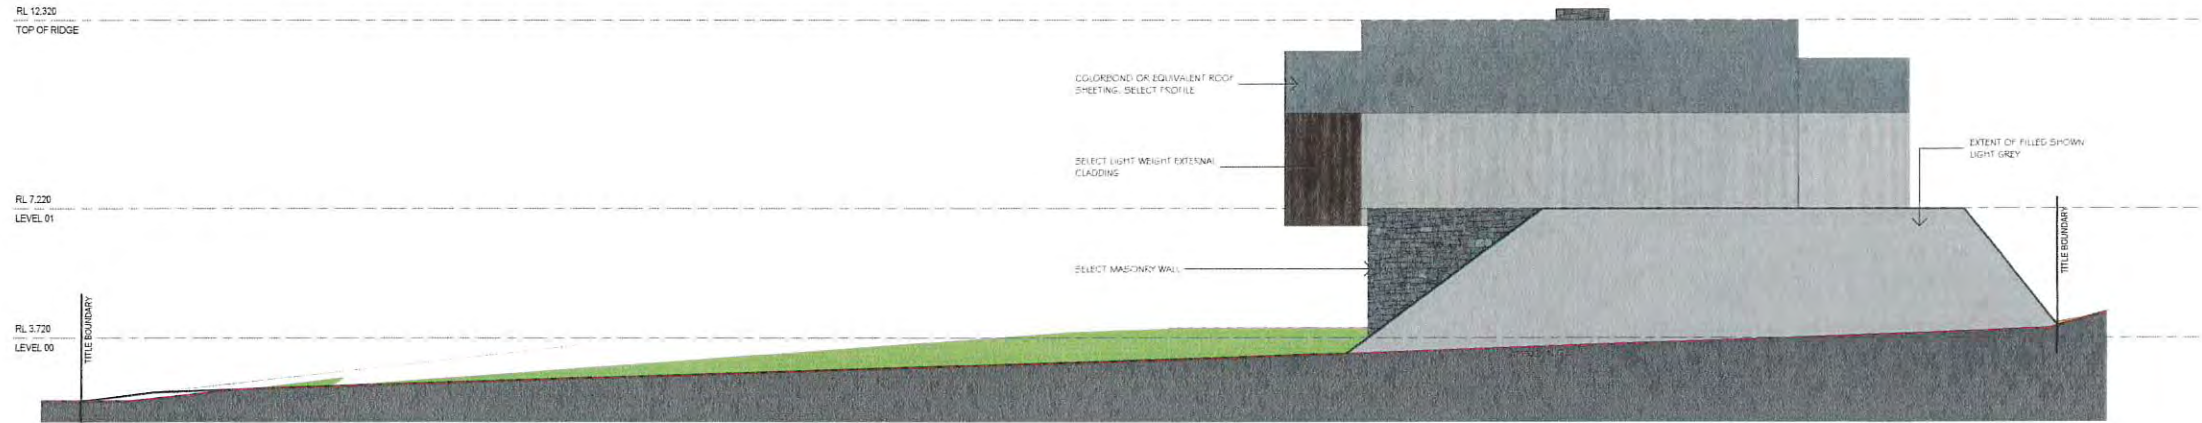 RL 12.320
TOP OF RIDGE
COLORBOND OR EQUIVALENT ROOF
SHEETING. SELECT PROFILE
SELECT LIGHT WEIGHT EXTERNAL
CLADDING
EXTENT OF FILLED SHOWN
LIGHT GREY
RL 7.220
LEVEL 01
SELECT MASONRY WALL
TITLE BOUNDARY
RL 3.720
LEVEL 00
TITLE BOUNDARY